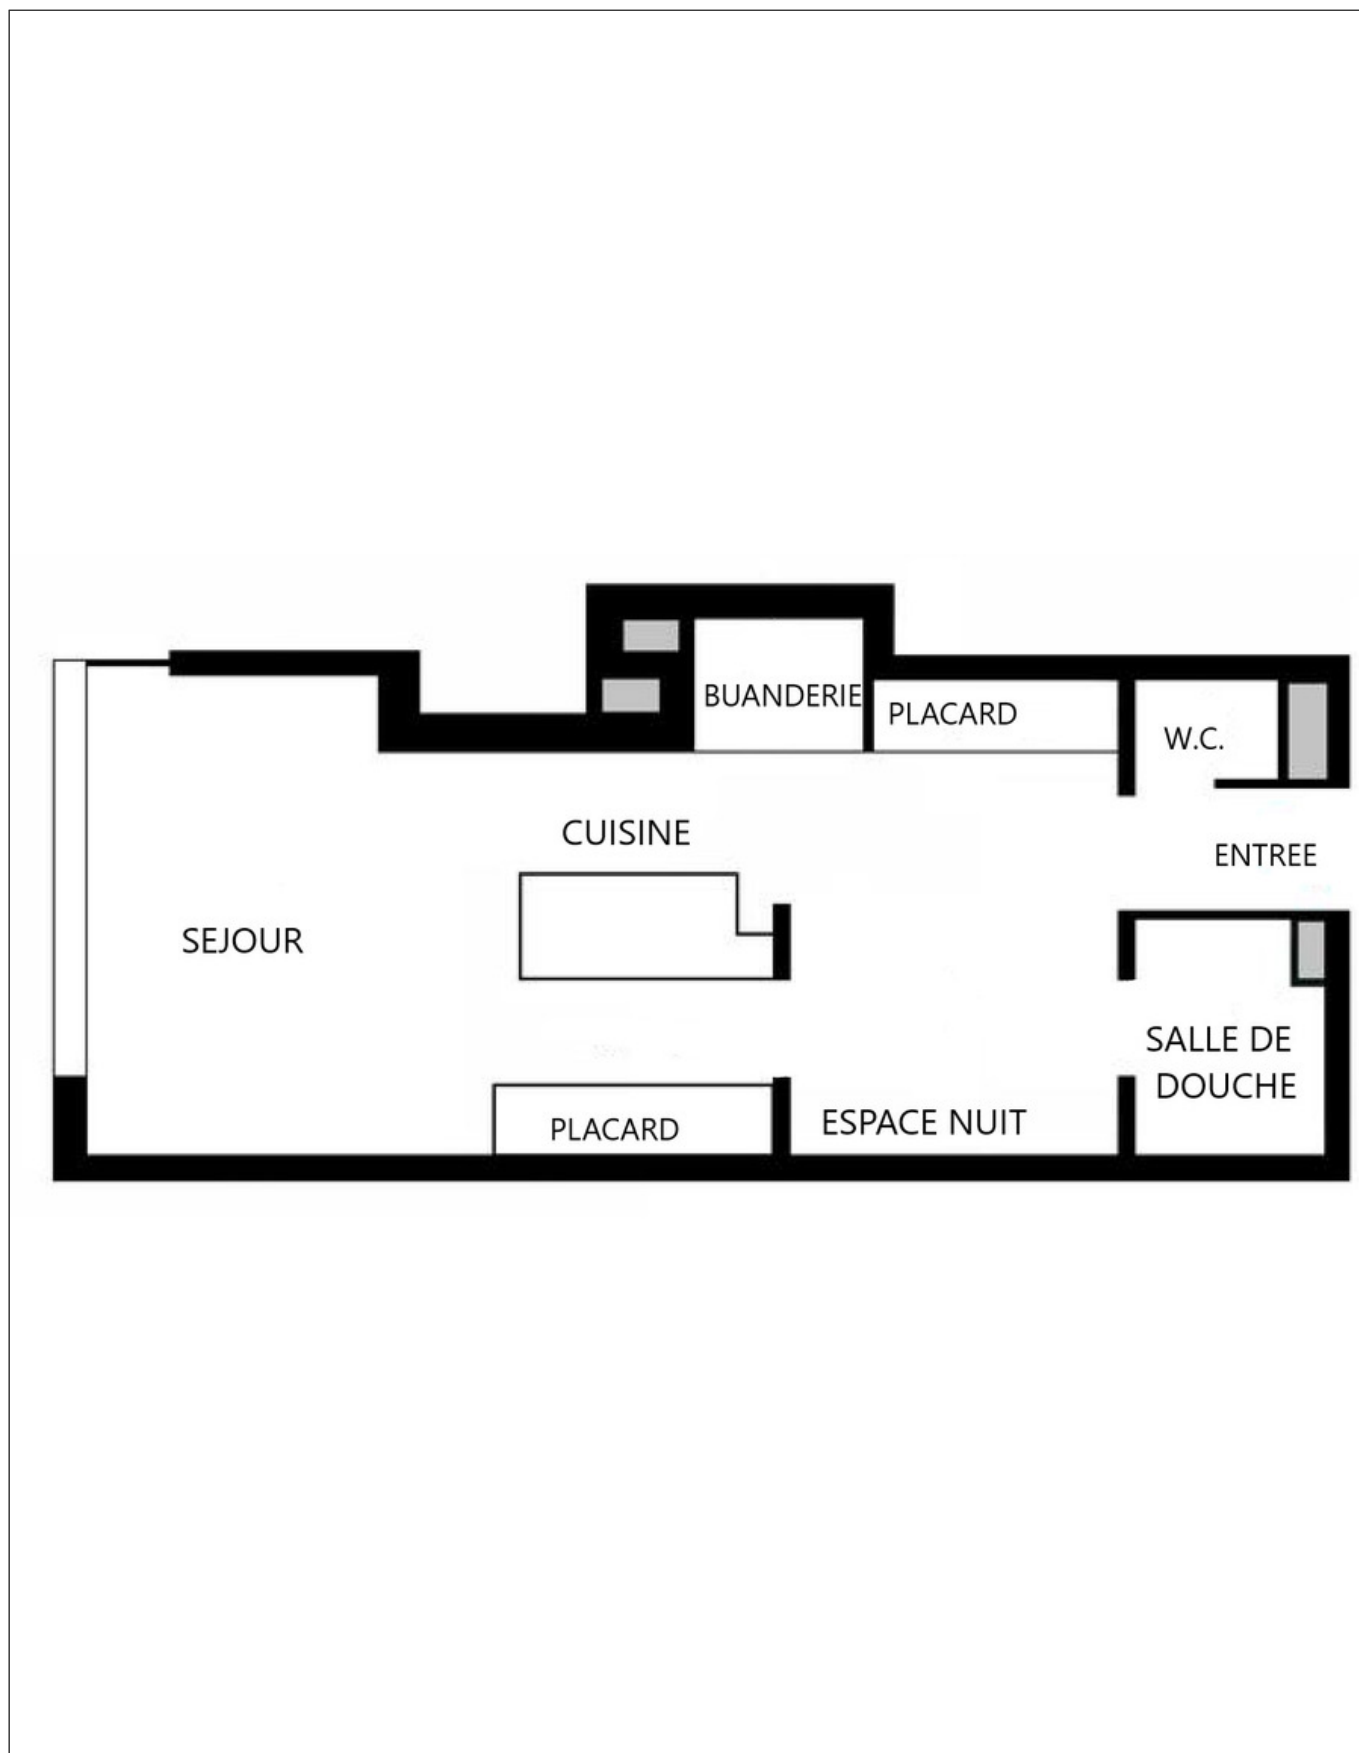 BUANDERIE
PLACARD
W.C.
CUISINE
ENTREE
SEJOUR
SALLE DE
DOUCHE
PLACARD
ESPACE NUIT